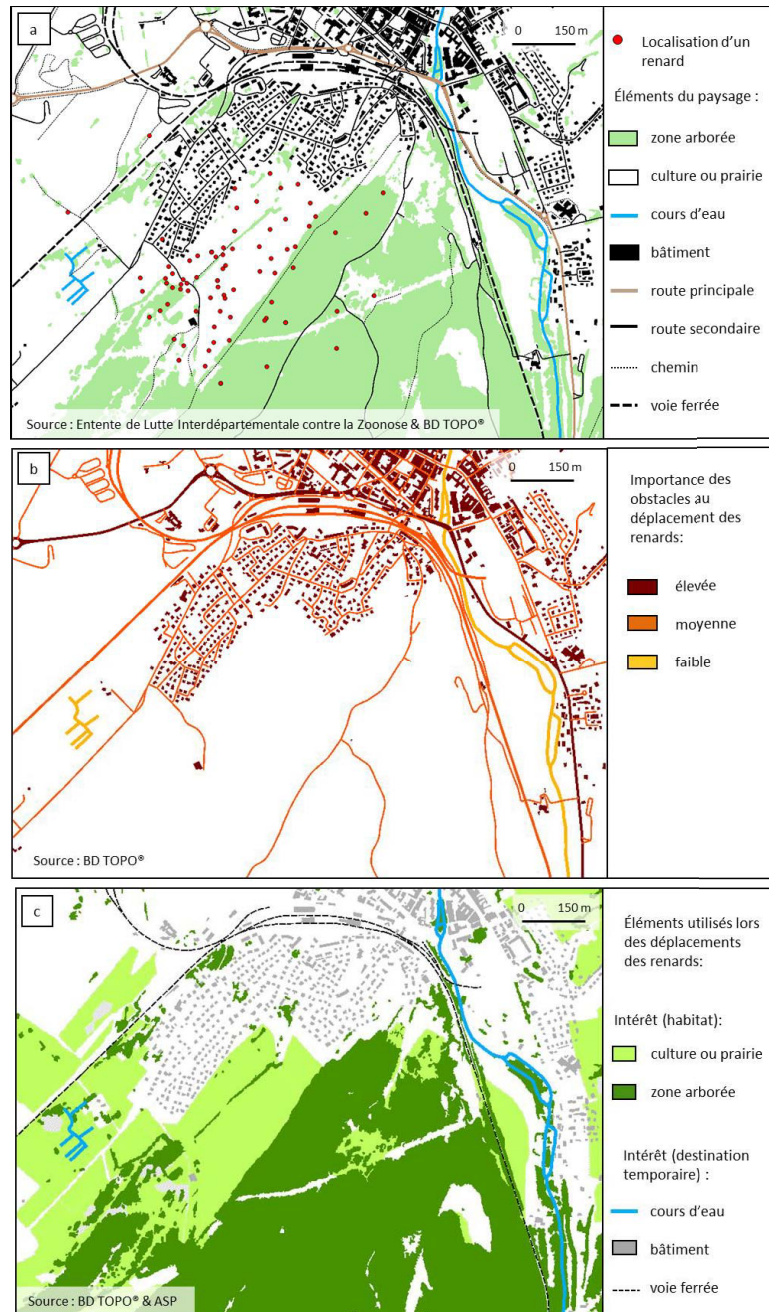 a
0 150 m
Source : Entente de Lutte Interdépartementale contre la Zoonose & BD TOPO®
Localisation d'un
renard
Éléments du paysage :
zone arborée
culture ou prairie
cours d'eau
bâtiment
route principale
route secondaire
chemin
voie ferrée
b
0 150 m
Source : BD TOPO®
Importance des
obstacles au
déplacement des
renards:
élevée
moyenne
faible
c
0 150 m
Source : BD TOPO® & ASP
Éléments utilisés lors
des déplacements
des renards:
Intérêt (habitat):
culture ou prairie
zone arborée
Intérêt (destination
temporaire) :
cours d'eau
bâtiment
voie ferrée